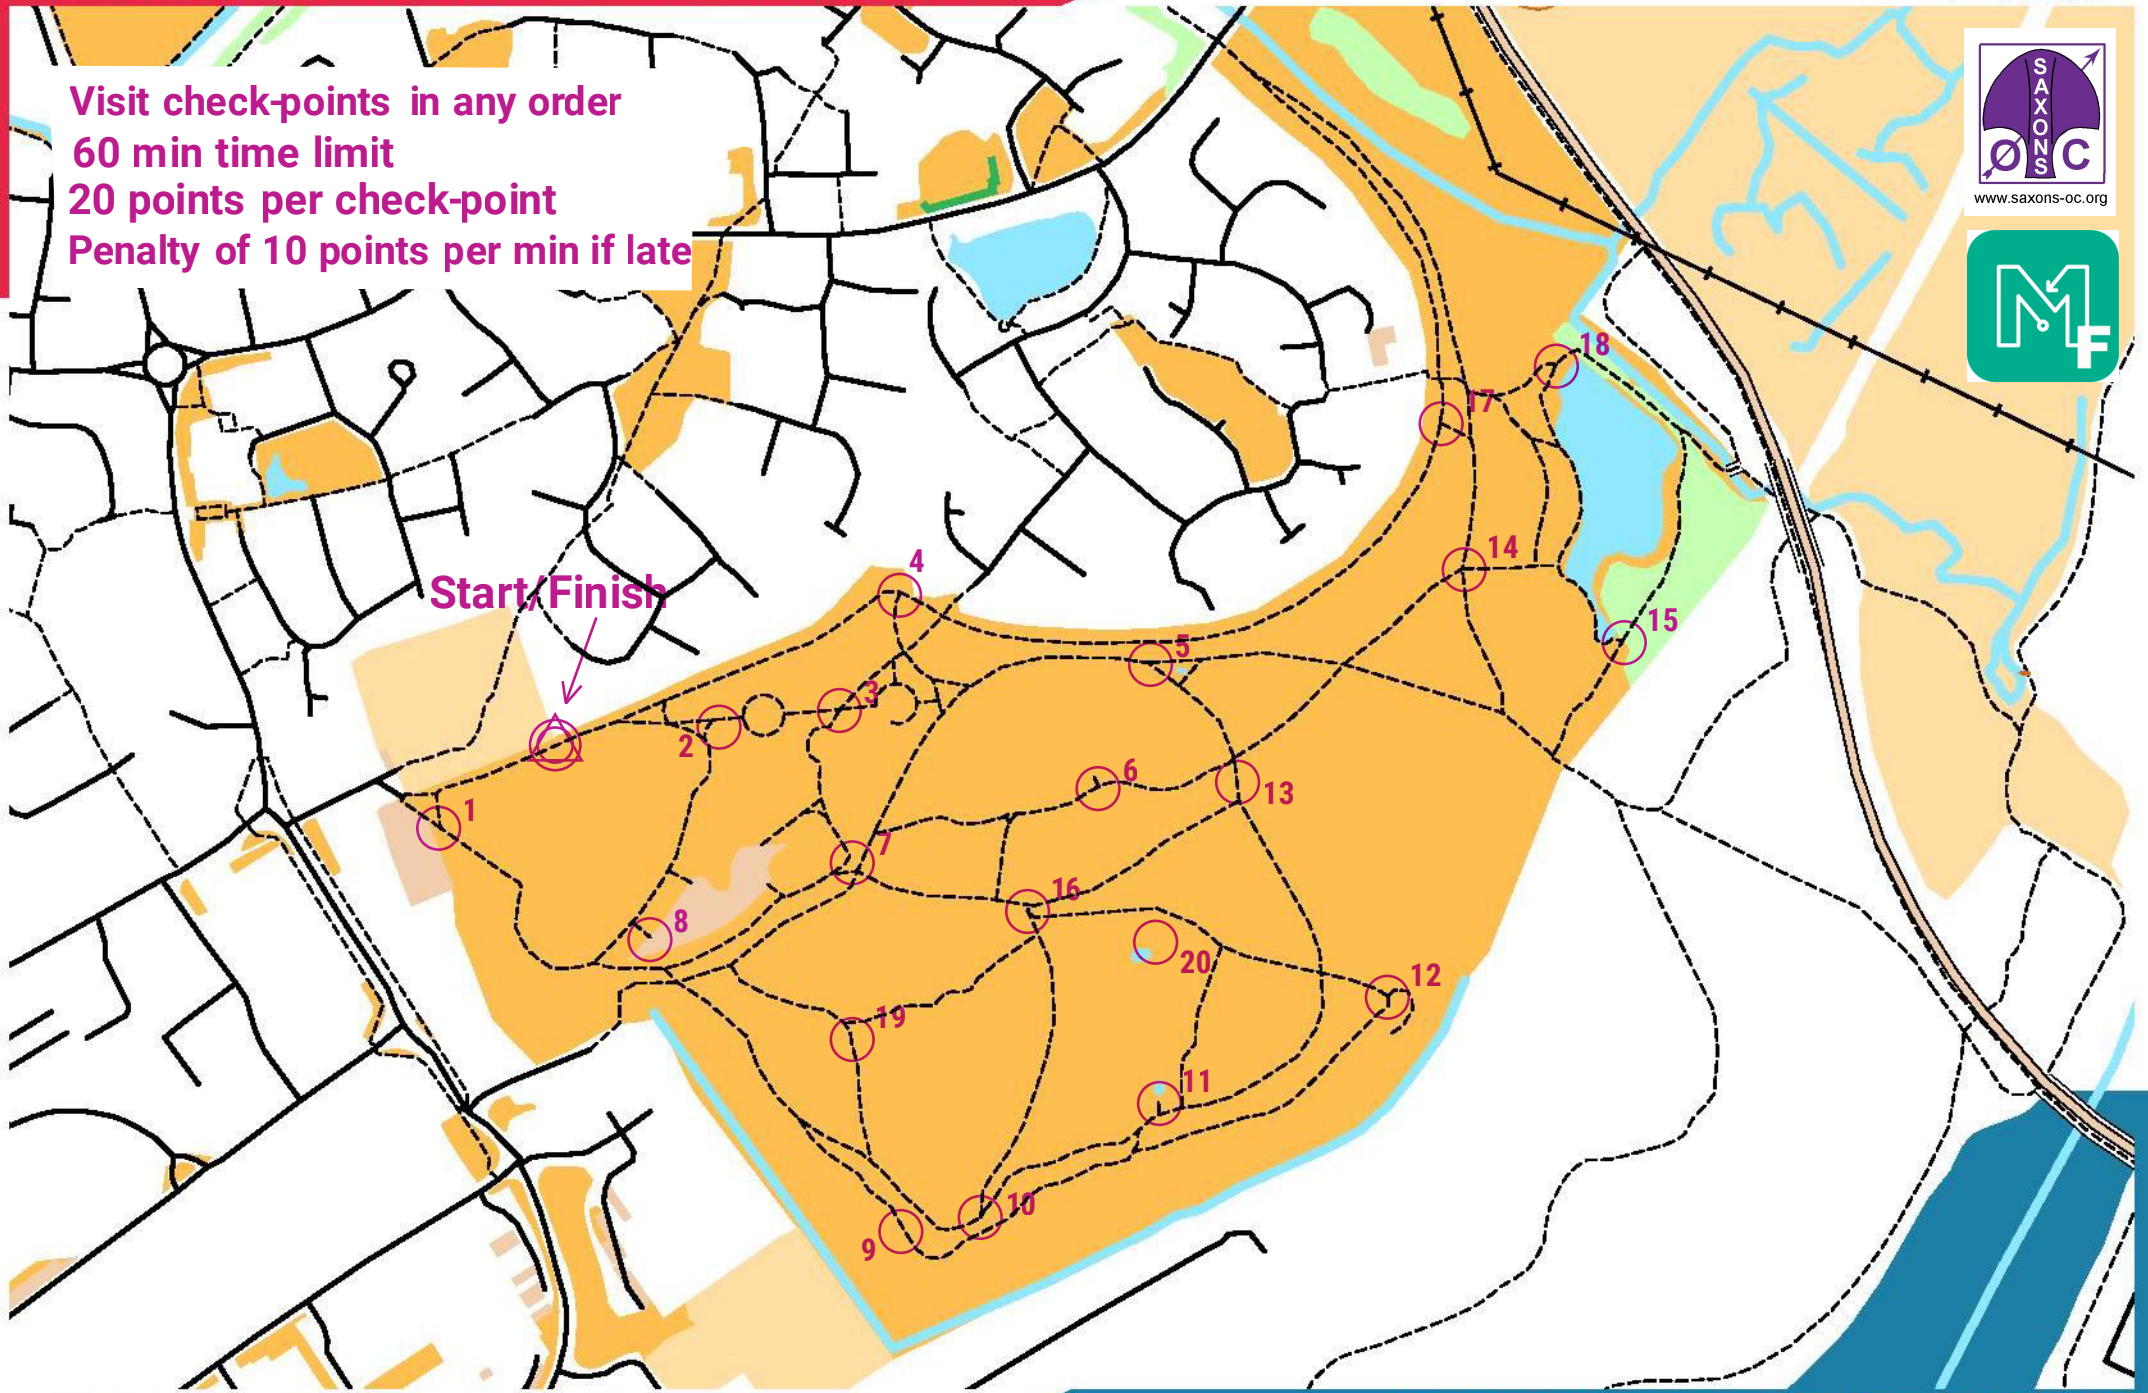 Visit check-points in any order
60 min time limit
20 points per check-point
Penalty of 10 points per min if late
SAXONS
ØC
www.saxons-oc.org
MF
18
17
4
14
Start/Finish
15
5
3
2
6
13
1
7
16
8
20
12
19
11
10
9